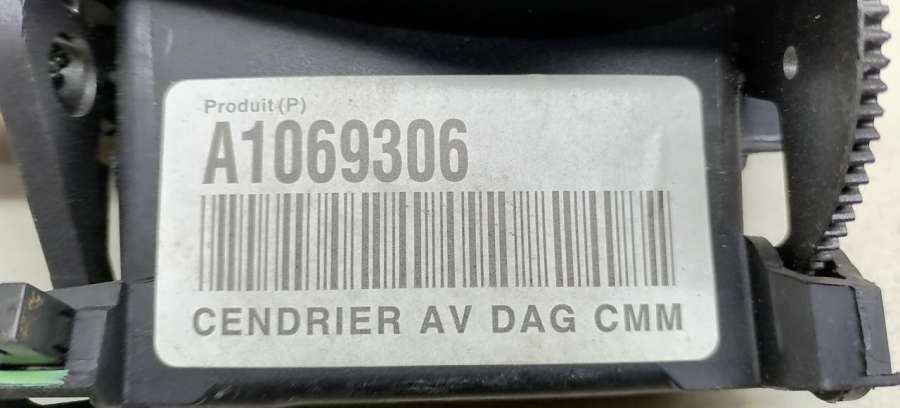 Produit (P)
A1069306
CENDRIER AV DAG CMM